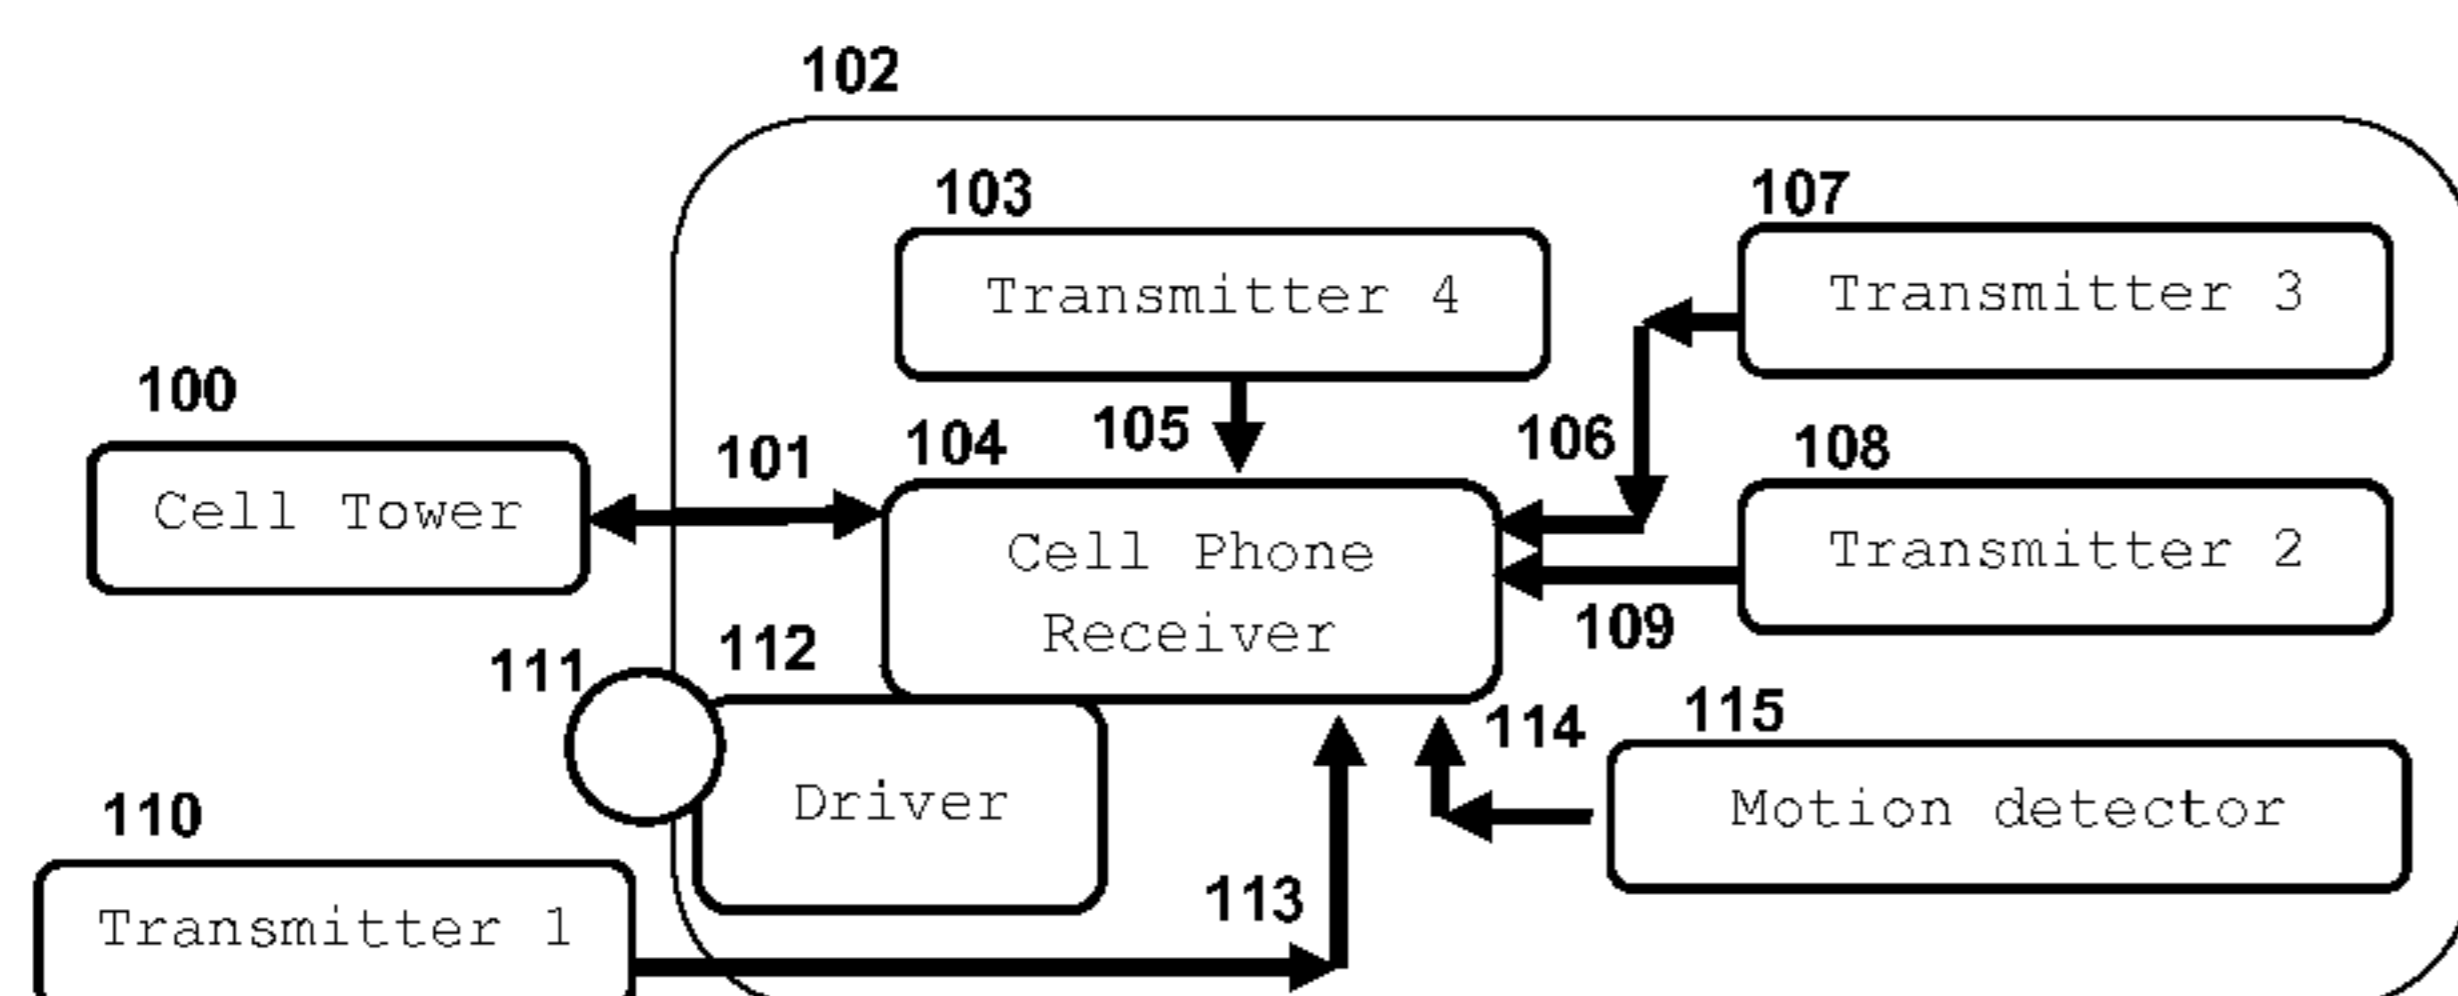 102
103
107
Transmitter 4
Transmitter 3
100
101
104
105
106
108
Cell Tower
Cell Phone
Receiver
Transmitter 2
109
111
112
114
115
Driver
Motion detector
110
113
Transmitter 1